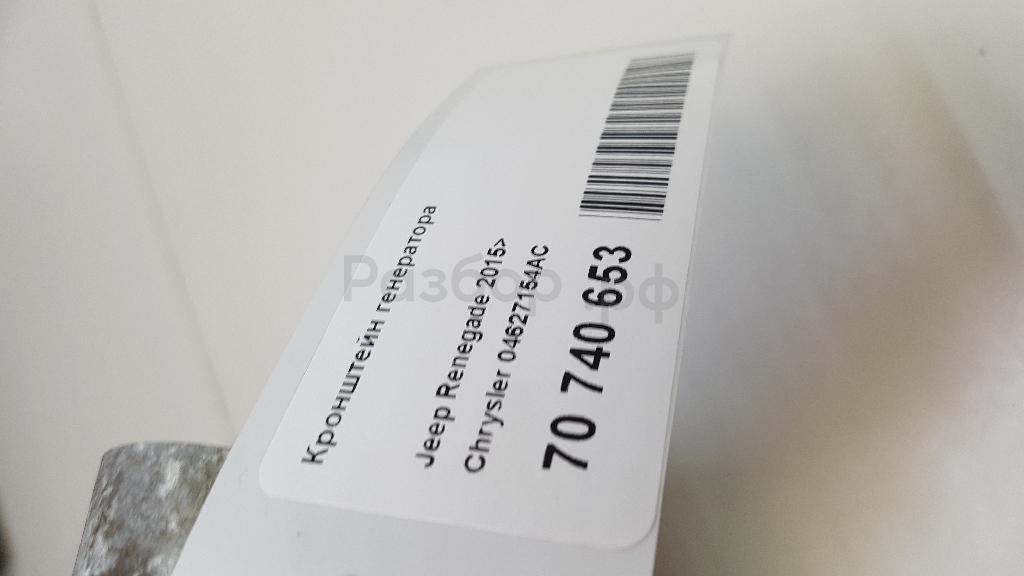 Кронштейн генератора
Jeep Renegade 2015>
Chrysler 04627154AC
70 740 653
Разбор.рф